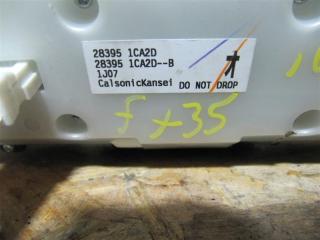 28395 1CA2D
28395 1CA2D--B
1J07
CalsonicKansei DO NOT DROP
fx35